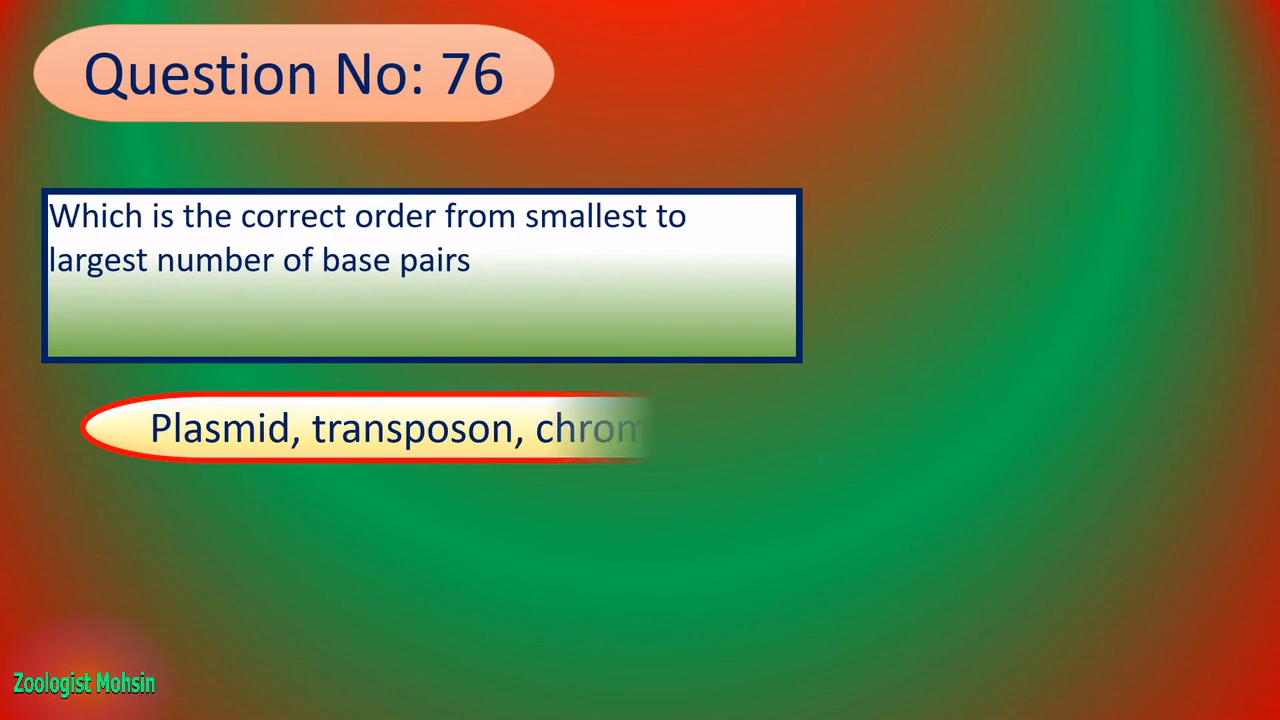 Question No: 76
Which is the correct order from smallest to
largest number of base pairs
Plasmid, transposon,
Zoologist Mohsin